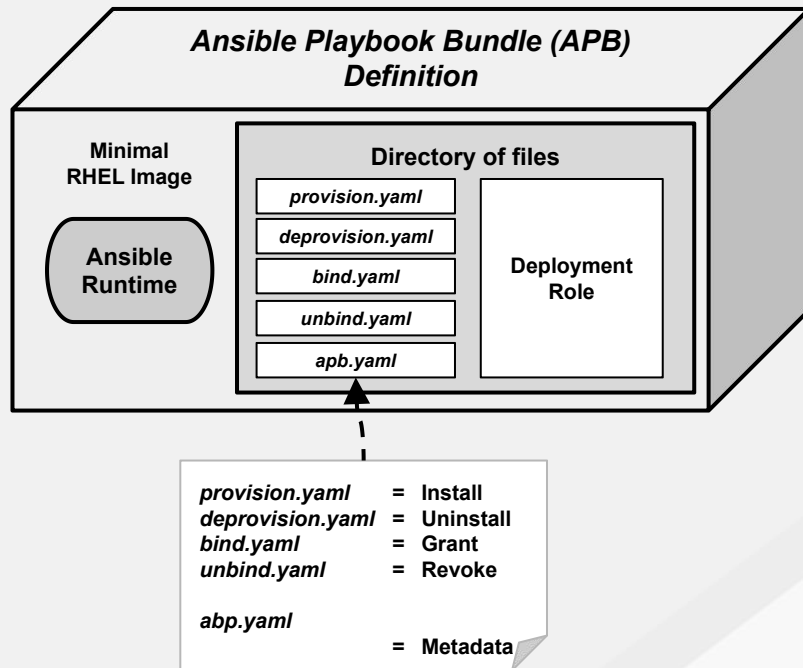 Ansible Playbook Bundle (APB)
Definition
Minimal
RHEL Image
Ansible
Runtime
Directory of files
provision.yaml
deprovision.yaml
bind.yaml
unbind.yaml
apb.yaml
Deployment
Role
provision.yaml = Install
deprovision.yaml = Uninstall
bind.yaml = Grant
unbind.yaml = Revoke
abp.yaml
= Metadata